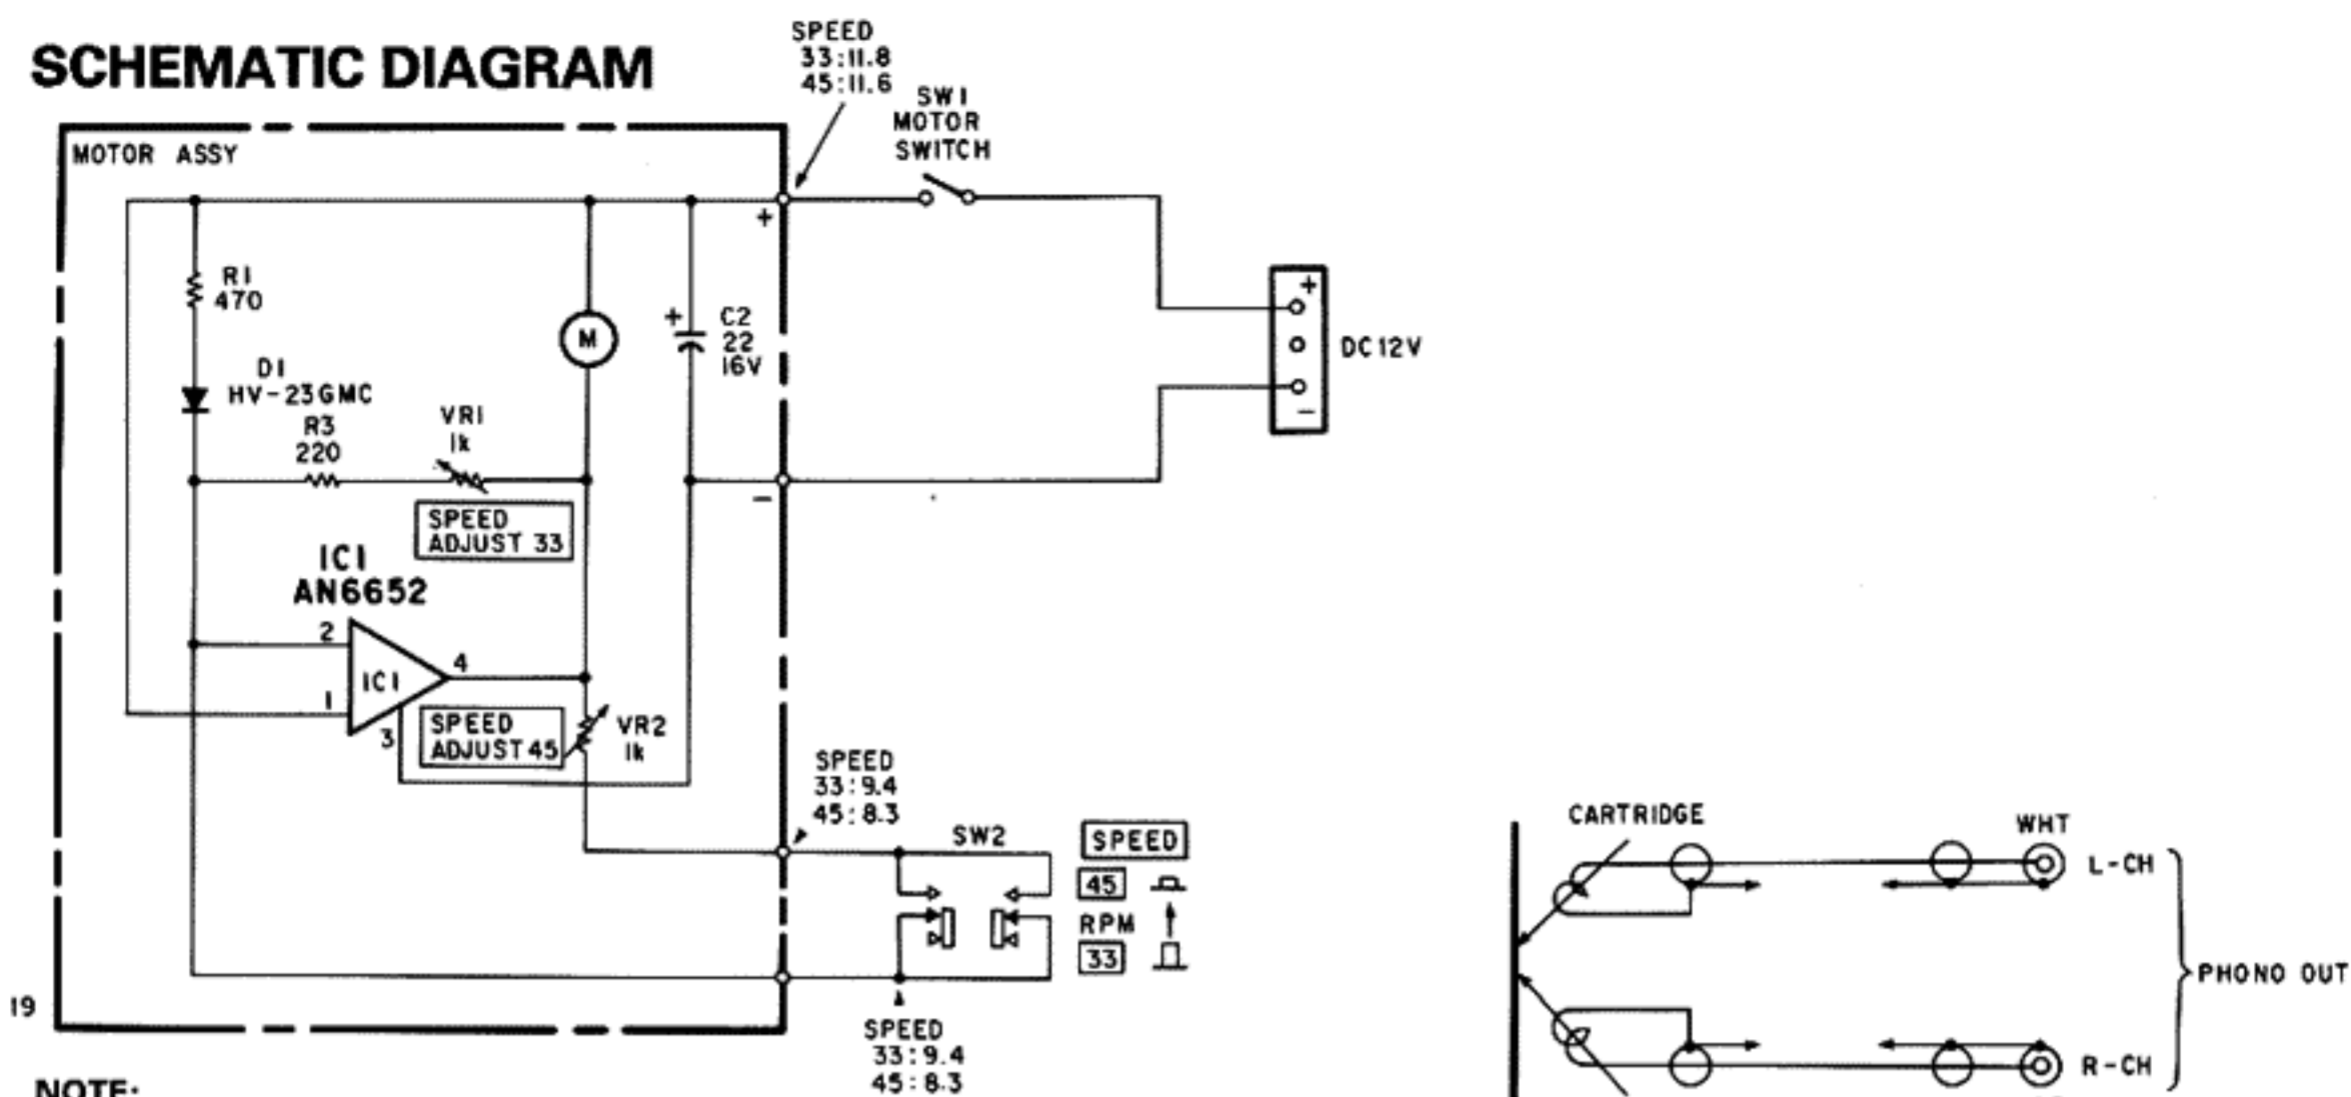 SCHEMATIC DIAGRAM
SPEED
33:11.8
45:11.6
SW1
MOTOR
SWITCH
MOTOR ASSY
+
R1
470
M
+
C2
22
16V
+
DC12V
−
D1
HV-23GMC
R3
220
VR1
1k
−
SPEED
ADJUST 33
IC1
AN6652
2
4
IC1
1
3
SPEED
ADJUST 45
VR2
1k
SPEED
33:9.4
45:8.3
SW2
SPEED
45
RPM
33
CARTRIDGE
WHT
L-CH
PHONO OUT
R-CH
19
SPEED
33:9.4
45:8.3
NOTE: